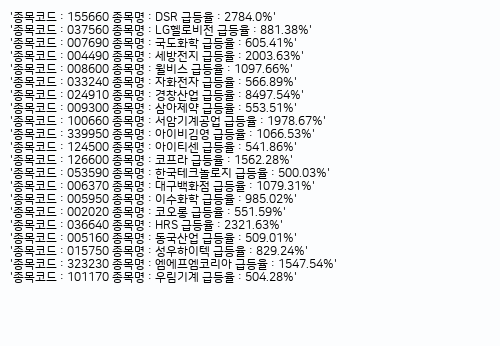 '종목코드 : 155660 종목명 : DSR 급등율 : 2784.0%'
'종목코드 : 037560 종목명 : LG헬로비전 급등율 : 881.38%'
'종목코드 : 007690 종목명 : 국도화학 급등율 : 605.41%'
'종목코드 : 004490 종목명 : 세방전지 급등율 : 2003.63%'
'종목코드 : 008600 종목명 : 윌비스 급등율 : 1097.66%'
'종목코드 : 033240 종목명 : 자화전자 급등율 : 566.89%'
'종목코드 : 024910 종목명 : 경창산업 급등율 : 8497.54%'
'종목코드 : 009300 종목명 : 삼아제약 급등율 : 553.51%'
'종목코드 : 100660 종목명 : 서암기계공업 급등율 : 1978.67%'
'종목코드 : 339950 종목명 : 아이비김영 급등율 : 1066.53%'
'종목코드 : 124500 종목명 : 아이티센 급등율 : 541.86%'
'종목코드 : 126600 종목명 : 코프라 급등율 : 1562.28%'
'종목코드 : 053590 종목명 : 한국테크놀로지 급등율 : 500.03%'
'종목코드 : 006370 종목명 : 대구백화점 급등율 : 1079.31%'
'종목코드 : 005950 종목명 : 이수화학 급등율 : 985.02%'
'종목코드 : 002020 종목명 : 코오롱 급등율 : 551.59%'
'종목코드 : 036640 종목명 : HRS 급등율 : 2321.63%'
'종목코드 : 005160 종목명 : 동국산업 급등율 : 509.01%'
'종목코드 : 015750 종목명 : 성우하이텍 급등율 : 829.24%'
'종목코드 : 323230 종목명 : 엠에프엠코리아 급등율 : 1547.54%'
'종목코드 : 101170 종목명 : 우림기계 급등율 : 504.28%'